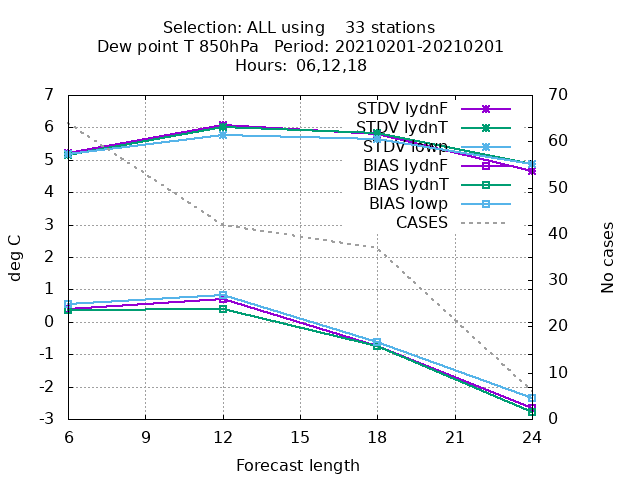 Selection: ALL using 33 stations
Dew point T 850hPa Period: 20210201-20210201
Hours: 06,12,18
7 70
STDV lydnF
6 60
STDV lydnT
STDV lowp
5 50
BIAS lydnF
BIAS lydnT
4 40
BIAS lowp
CASES
3
2 30
1
0 20
-1
-2 10
-3 0
deg C
No cases
6 9 12 15 18 21 24
Forecast length